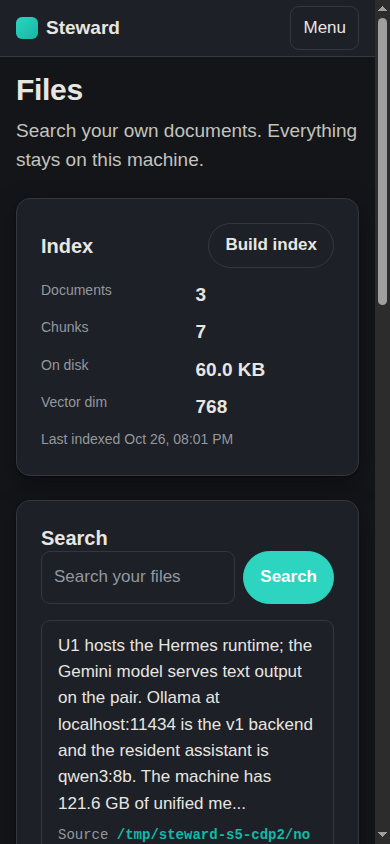 Steward
Menu
Files
Search your own documents. Everything
stays on this machine.
Index
Build index
Documents
3
Chunks
7
On disk
60.0 KB
Vector dim
768
Last indexed Oct 26, 08:01 PM
Search
Search your files
Search
U1 hosts the Hermes runtime; the
Gemini model serves text output
on the pair. Ollama at
localhost:11434 is the v1 backend
and the resident assistant is
qwen3:8b. The machine has
121.6 GB of unified me...
Source /tmp/steward-s5-cdp2/no